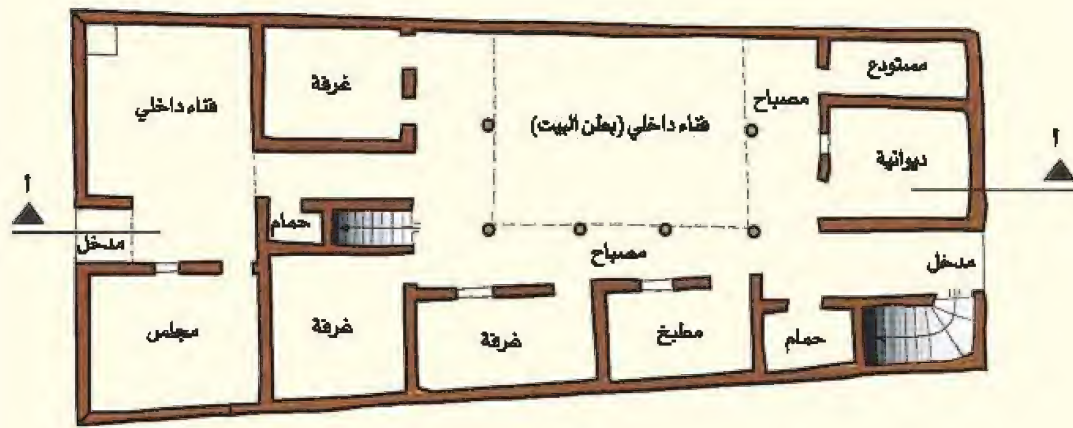 مستودع
غرفة
مصباح
فناء داخلي
فناء داخلي (بطن البيت)
ديوانية
أ
أ
حمام
مدخل
مصباح
مدخل
مجلس
غرفة
غرفة
مطبخ
حمام